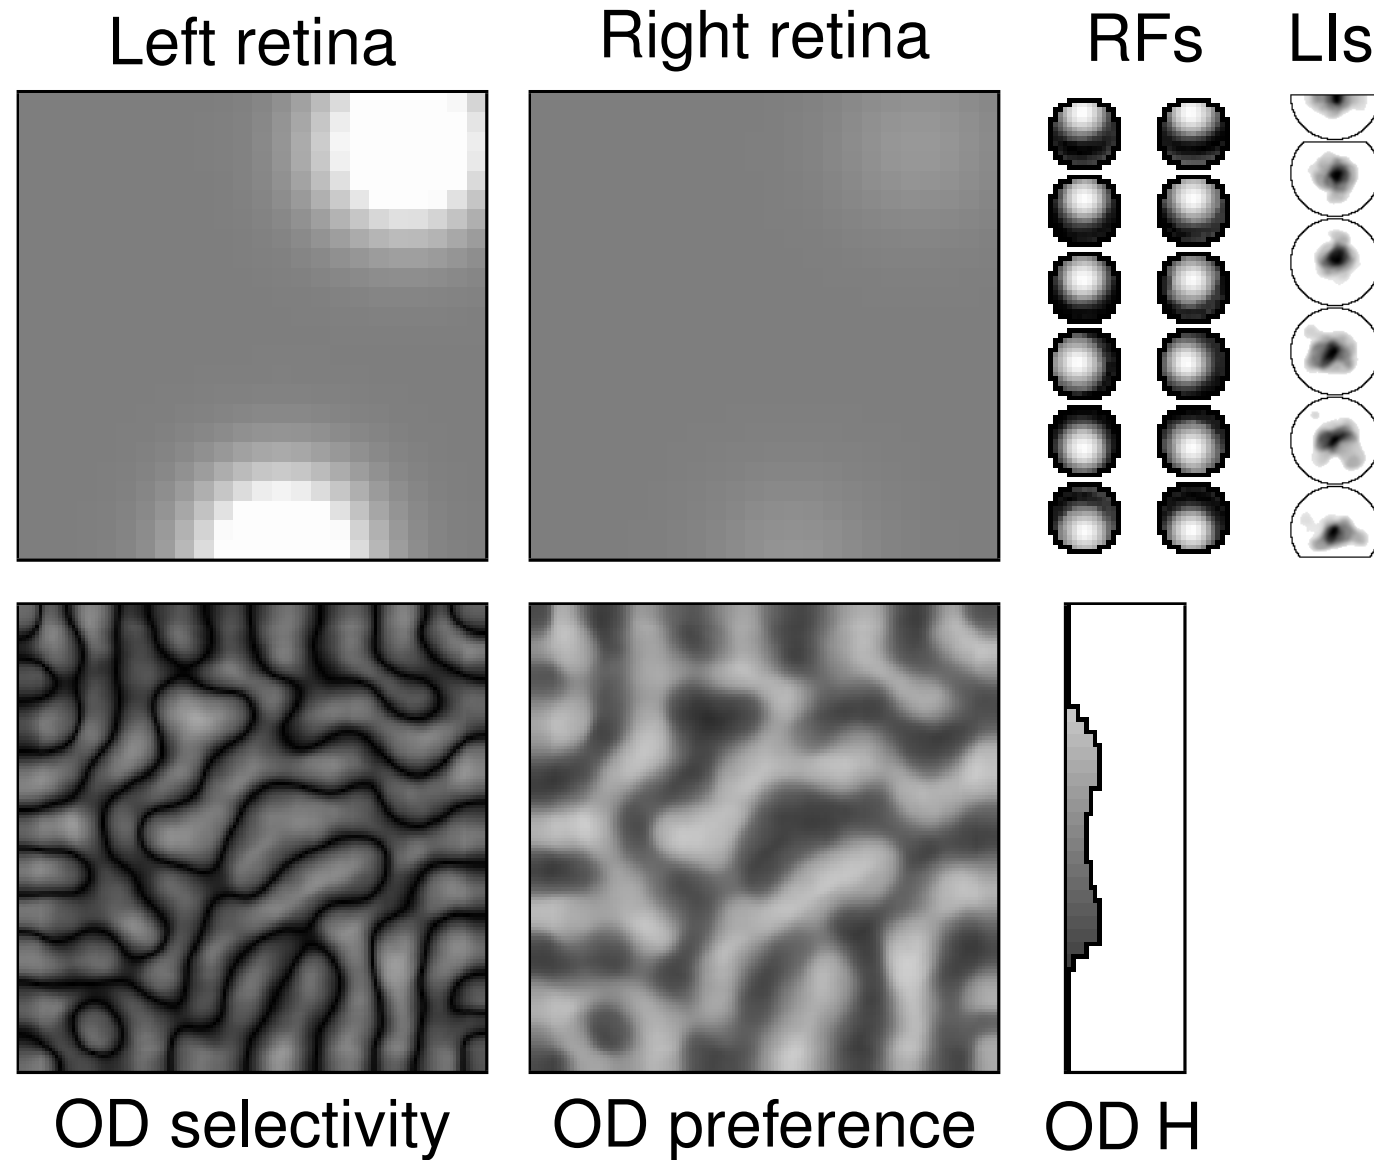 Left retina
Right retina
RFs
LIs
OD selectivity
OD preference
OD H